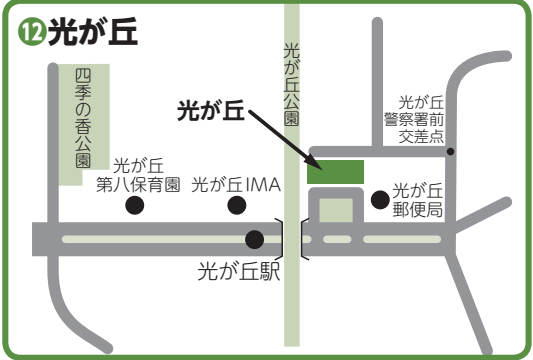 ⑫光が丘
四季の香公園
光が丘公園
光が丘
警察署前
交差点
光が丘
光が丘
第八保育園
光が丘IMA
光が丘
郵便局
光が丘駅